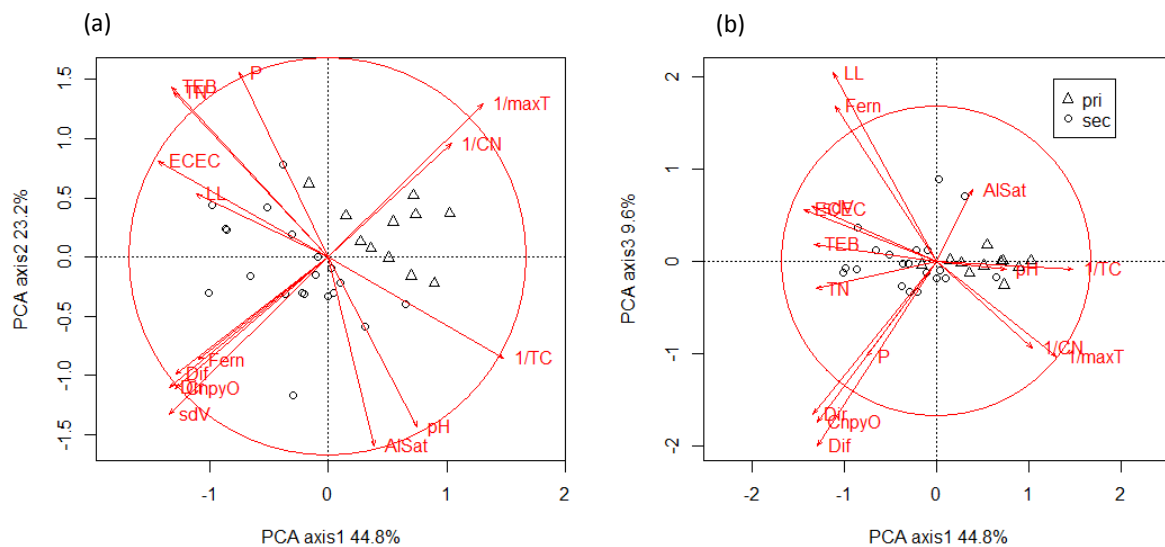 (a)
(b)
PCA axis2 23.2%
1.5
1.0
0.5
0.0
-0.5
-1.0
-1.5
P
TEB
TN
1/maxT
1/CN
ECEC
LL
1/TC
Fern
Dif
Dir
CnpyO
sdV
pH
AlSat
-1
0
1
2
PCA axis1 44.8%
PCA axis3 9.6%
2
1
0
-1
-2
LL
Fern
pri
sec
AlSat
sdV
ECEC
TEB
TN
pH
1/TC
1/CN
1/maxT
P
Dir
CnpyO
Dif
-2
-1
0
1
2
PCA axis1 44.8%